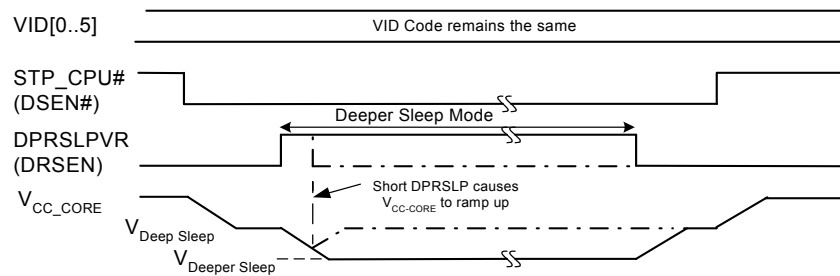 VID[0..5]
VID Code remains the same
STP_CPU#
(DSEN#)
Deeper Sleep Mode
DPRSLPVR
(DRSEN)
Short DPRSLP causes
VCC-CORE to ramp up
VCC_CORE
VDeep Sleep
VDeeper Sleep